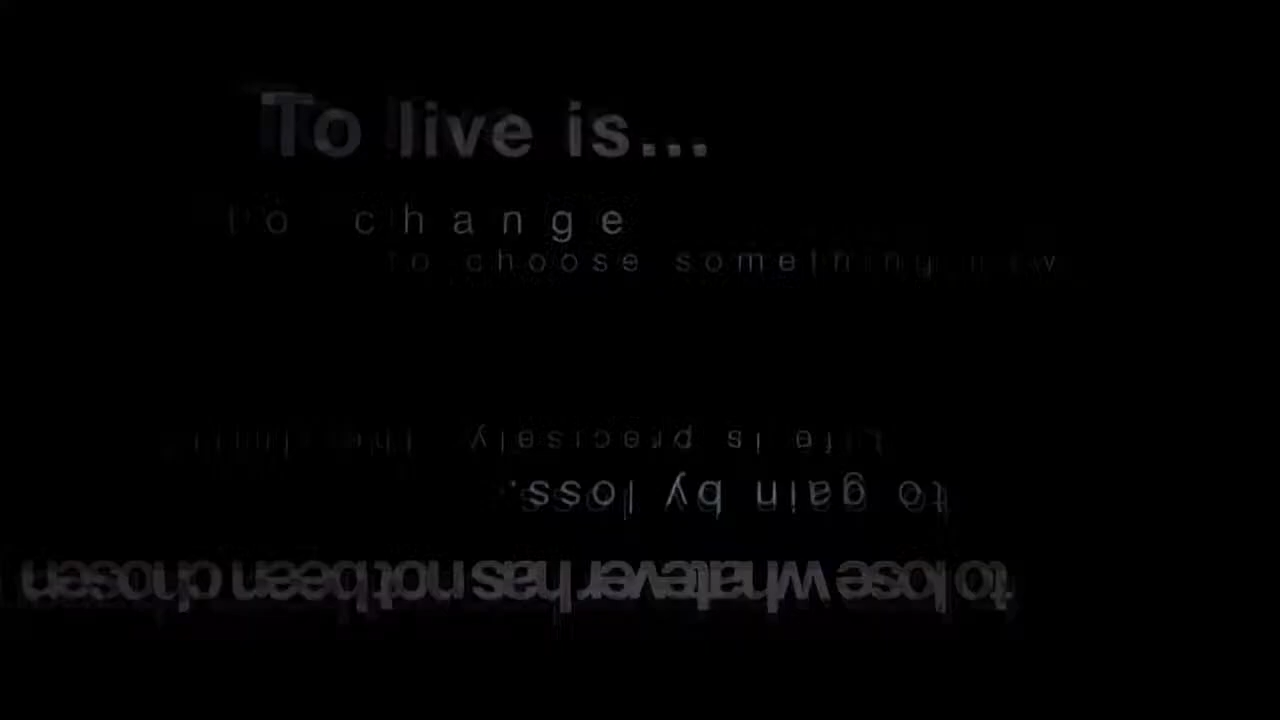 To live is...
to change
to choose something new
Life is precisely
to gain by loss.
to lose whatever has not been chosen